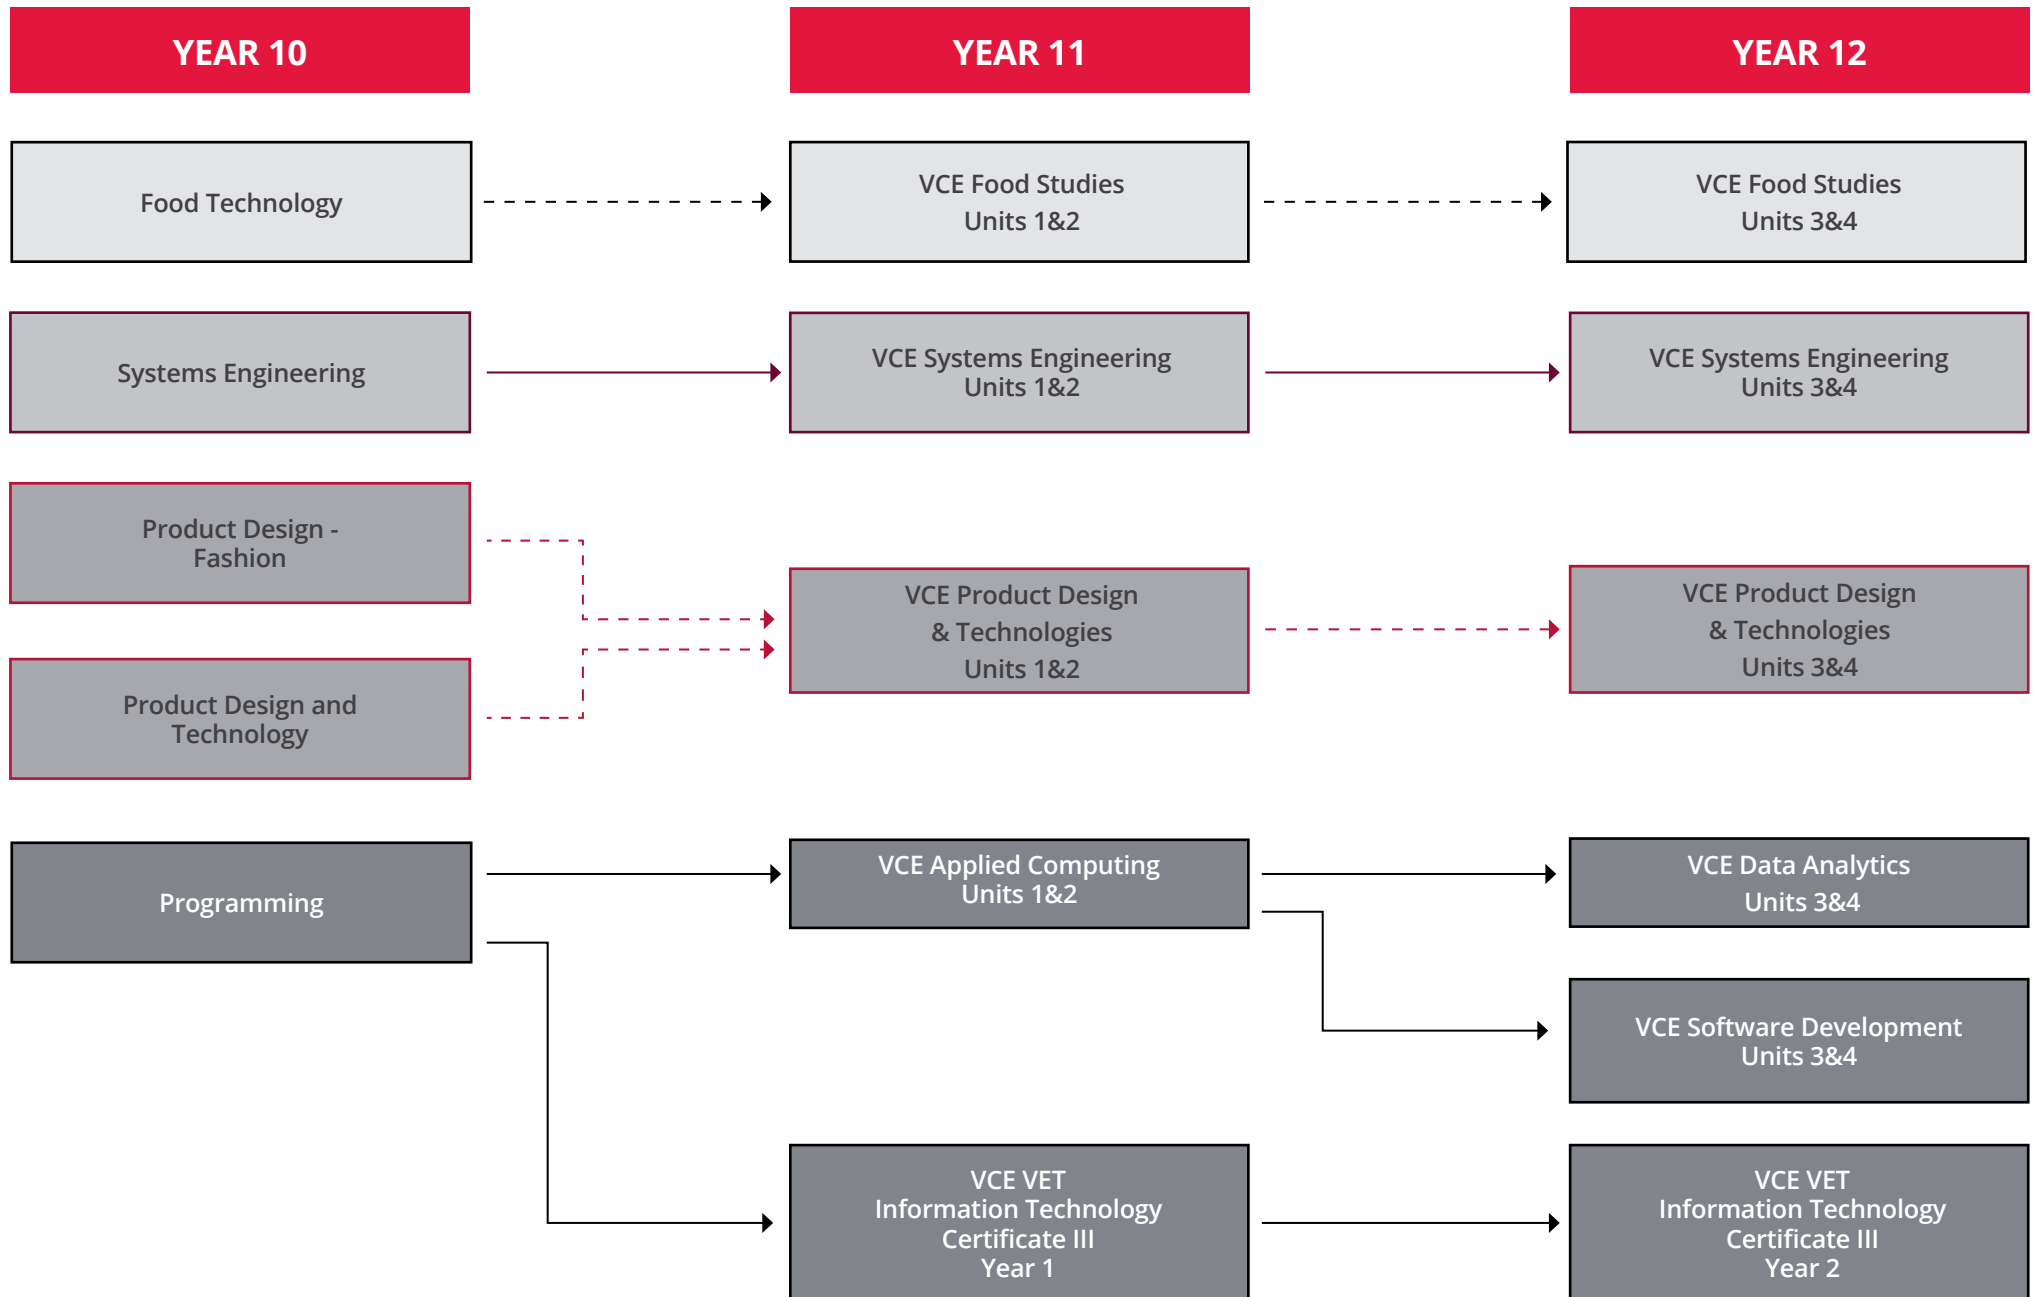 YEAR 10
YEAR 11
YEAR 12
Food Technology
VCE Food Studies
Units 1&2
VCE Food Studies
Units 3&4
Systems Engineering
VCE Systems Engineering
Units 1&2
VCE Systems Engineering
Units 3&4
Product Design -
Fashion
Product Design and
Technology
VCE Product Design
& Technologies
Units 1&2
VCE Product Design
& Technologies
Units 3&4
Programming
VCE Applied Computing
Units 1&2
VCE Data Analytics
Units 3&4
VCE Software Development
Units 3&4
VCE VET
Information Technology
Certificate III
Year 1
VCE VET
Information Technology
Certificate III
Year 2